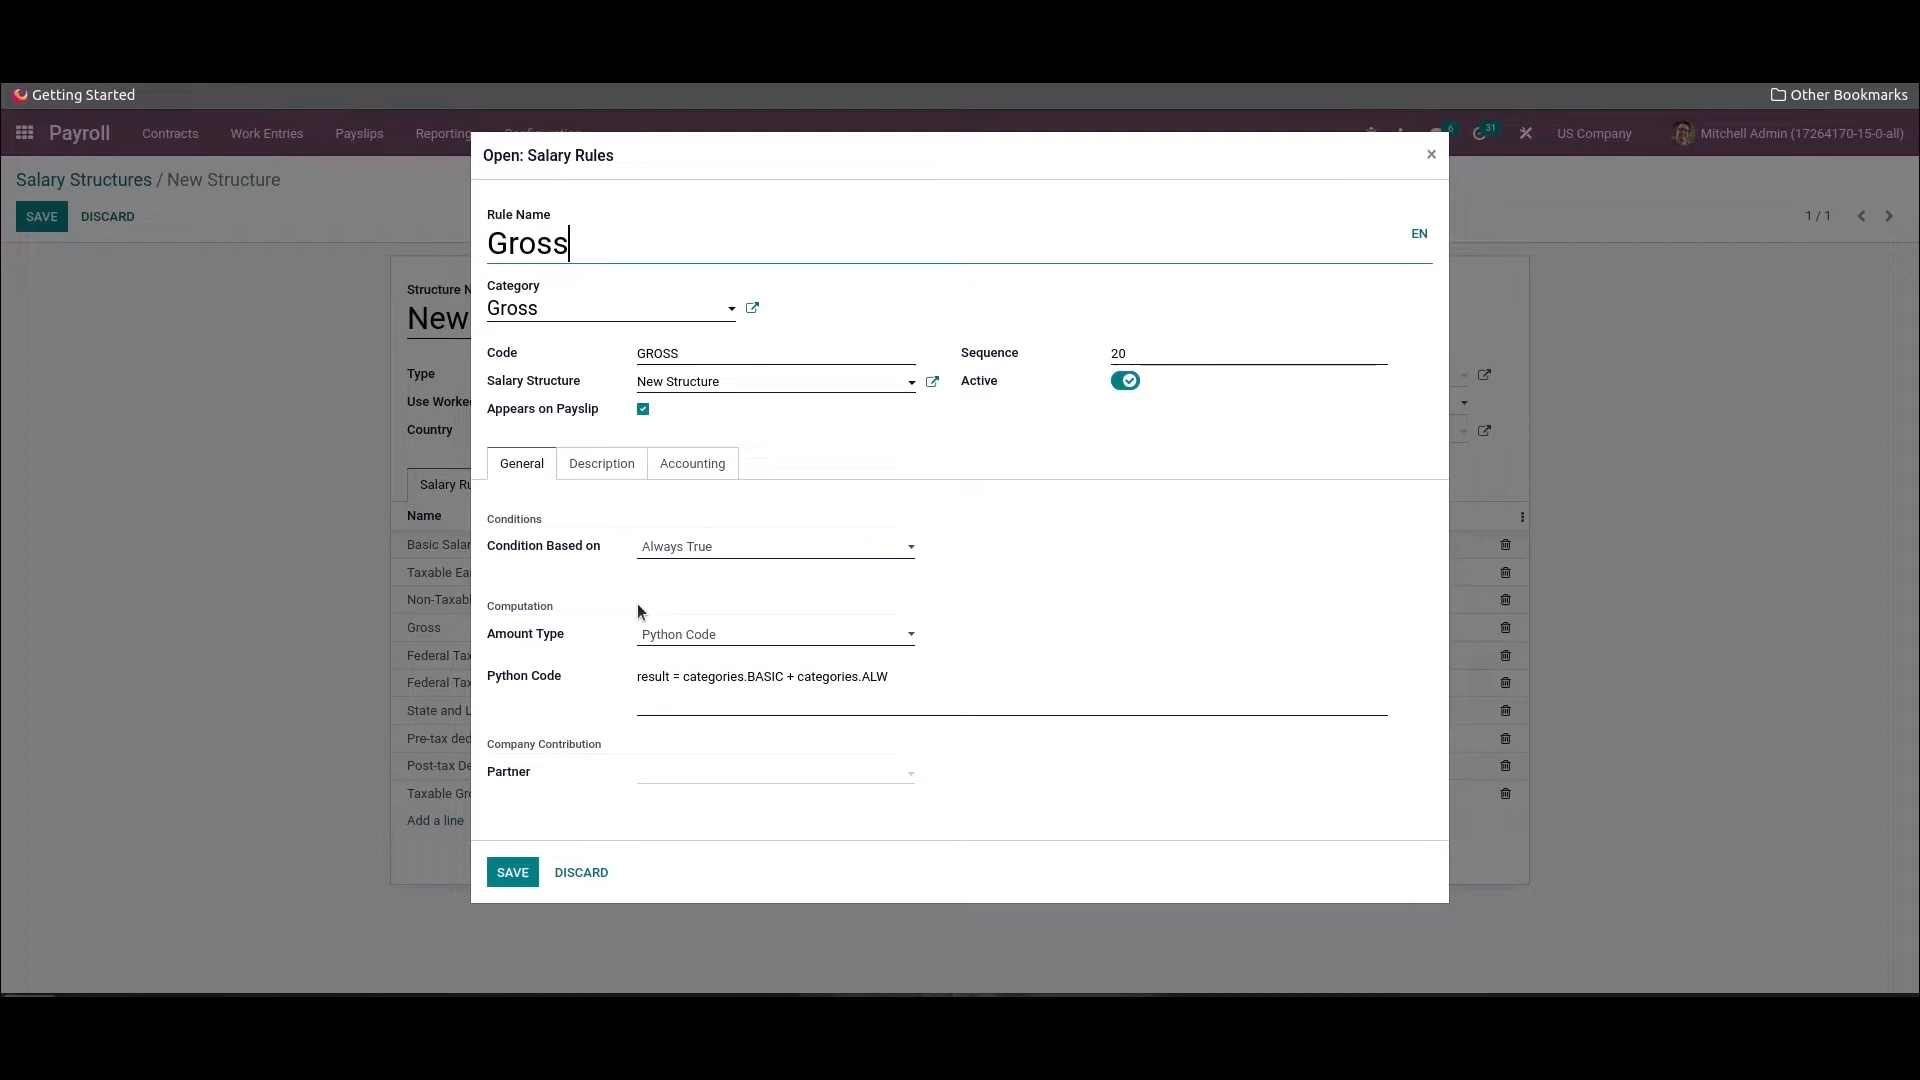 Getting Started
Other Bookmarks
Payroll
Contracts
Work Entries
Payslips
Reporting
6
31
US Company
Mitchell Admin (17264170-15-0-all)
Salary Structures / New Structure
SAVE
DISCARD
1 / 1
Open: Salary Rules
×
Rule Name
Gross
EN
Category
Gross
Code
GROSS
Sequence
20
Salary Structure
New Structure
Active
Appears on Payslip
General
Description
Accounting
Conditions
Condition Based on
Always True
Computation
Amount Type
Python Code
Python Code
result = categories.BASIC + categories.ALW
Company Contribution
Partner
SAVE
DISCARD
Structure N
New
Type
Use Worke
Country
Salary Ru
Name
Basic Salar
Taxable Ea
Non-Taxabl
Gross
Federal Tax
Federal Tax
State and L
Pre-tax ded
Post-tax De
Taxable Gro
Add a line